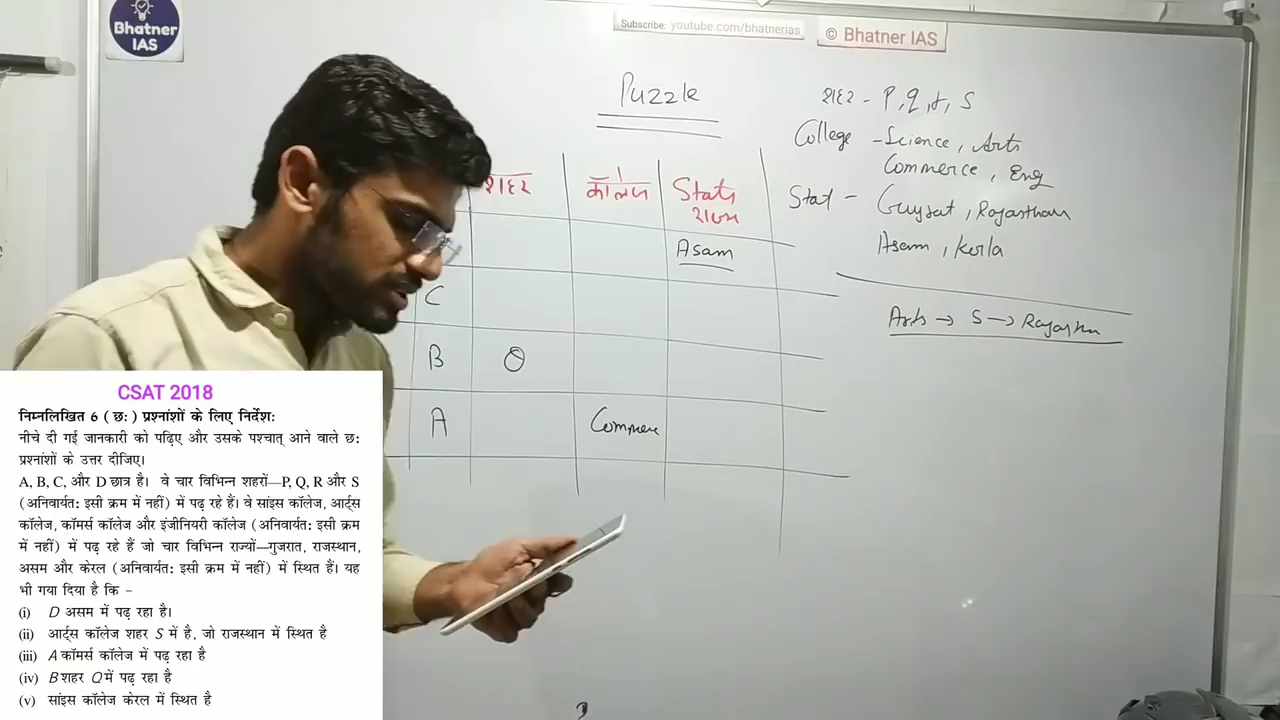 Bhatner
IAS
Subscribe: youtube.com/bhatnerias
© Bhatner IAS
Puzzle
शहर - P, q, r, S
College - Science, Arts
Commerce, Eng
Stat - Gujrat, Rajasthan
Asam, Kerla
Arts → S → Rajasthan
शहर कॉलेज State
राज्य
Asam
C
B Q
A Commerce
CSAT 2018
निम्नलिखित 6 ( छः ) प्रश्नांशों के लिए निर्देशः
नीचे दी गई जानकारी को पढ़िए और उसके पश्चात् आने वाले छः
प्रश्नांशों के उत्तर दीजिए।
A, B, C, और D छात्र है। वे चार विभिन्न शहरों—P, Q, R और S
(अनिवार्यतः इसी क्रम में नहीं) में पढ़ रहे हैं। वे सांइस कॉलेज, आर्ट्स
कॉलेज, कॉमर्स कॉलेज और इंजीनियरी कॉलेज (अनिवार्यतः इसी क्रम
में नहीं) में पढ़ रहे हैं जो चार विभिन्न राज्यों—गुजरात, राजस्थान,
असम और केरल (अनिवार्यतः इसी क्रम में नहीं) में स्थित हैं। यह
भी गया दिया है कि –
(i) D असम में पढ़ रहा है।
(ii) आर्ट्स कॉलेज शहर S में है, जो राजस्थान में स्थित है
(iii) A कॉमर्स कॉलेज में पढ़ रहा है
(iv) B शहर Q में पढ़ रहा है
(v) सांइस कॉलेज केरल में स्थित है